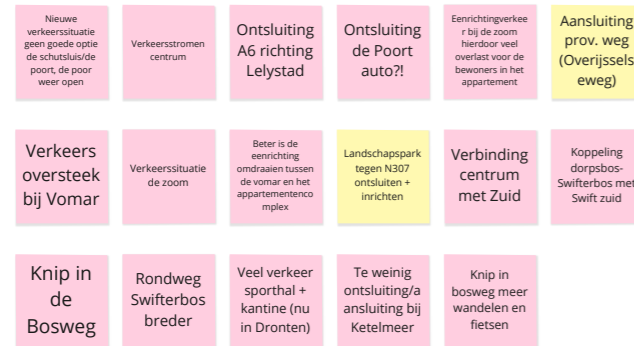 Nieuwe
verkeerssituatie
geen goede optie
de schutsluis/de
poort, de poor
weer open
Verkeersstromen
centrum
Ontsluiting
A6 richting
Lelystad
Ontsluiting
de Poort
auto?!
Eenrichtingverkee
r bij de zoom
hierdoor veel
overlast voor de
bewoners in het
appartement
Aansluiting
prov. weg
(Overijssels
eweg)
Verkeers
oversteek
bij Vomar
Verkeerssituatie
de zoom
Beter is de
eenrichting
omdraaien tussen
de vomar en het
appartementenco
mplex
Landschapspark
tegen N307
ontsluiten +
inrichten
Verbinding
centrum
met Zuid
Koppeling
dorpsbos-
Swifterbos met
Swift zuid
Knip in
de
Bosweg
Rondweg
Swifterbos
breder
Veel verkeer
sporthal +
kantine (nu
in Dronten)
Te weinig
ontsluiting/a
ansluiting bij
Ketelmeer
Knip in
bosweg meer
wandelen en
fietsen